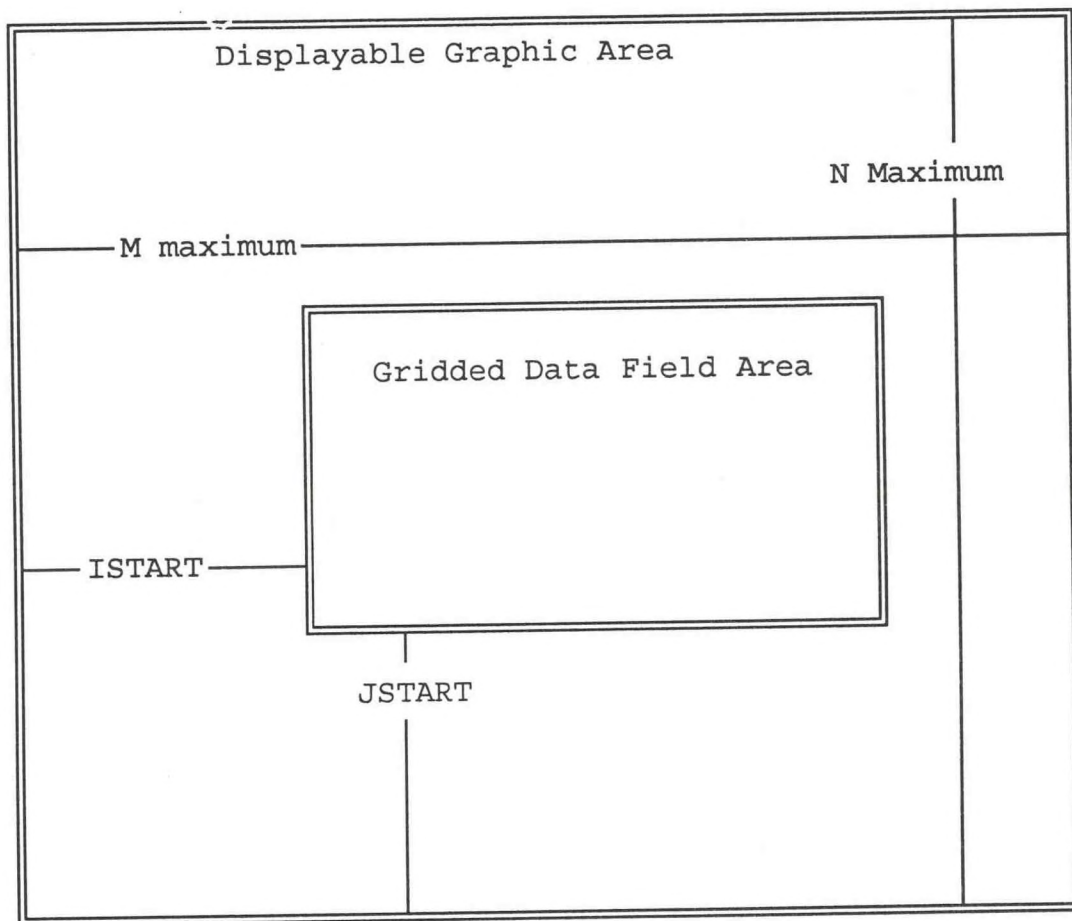 Displayable Graphic Area
N Maximum
M maximum
Gridded Data Field Area
ISTART
JSTART